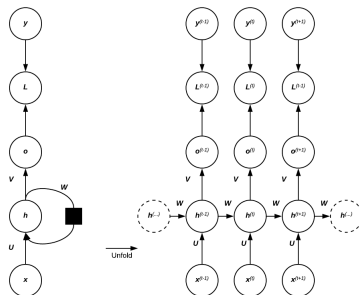 y y(t-1) y(t) y(t+1)
L L(t-1) L(t) L(t-1)
o o(t-1) o(t) o(t+1)
V W V V V
h h(...) W h(t-1) W h(t) W h(t+1) W h(...)
U U U U
Unfold
x x(t-1) x(t) x(t+1)